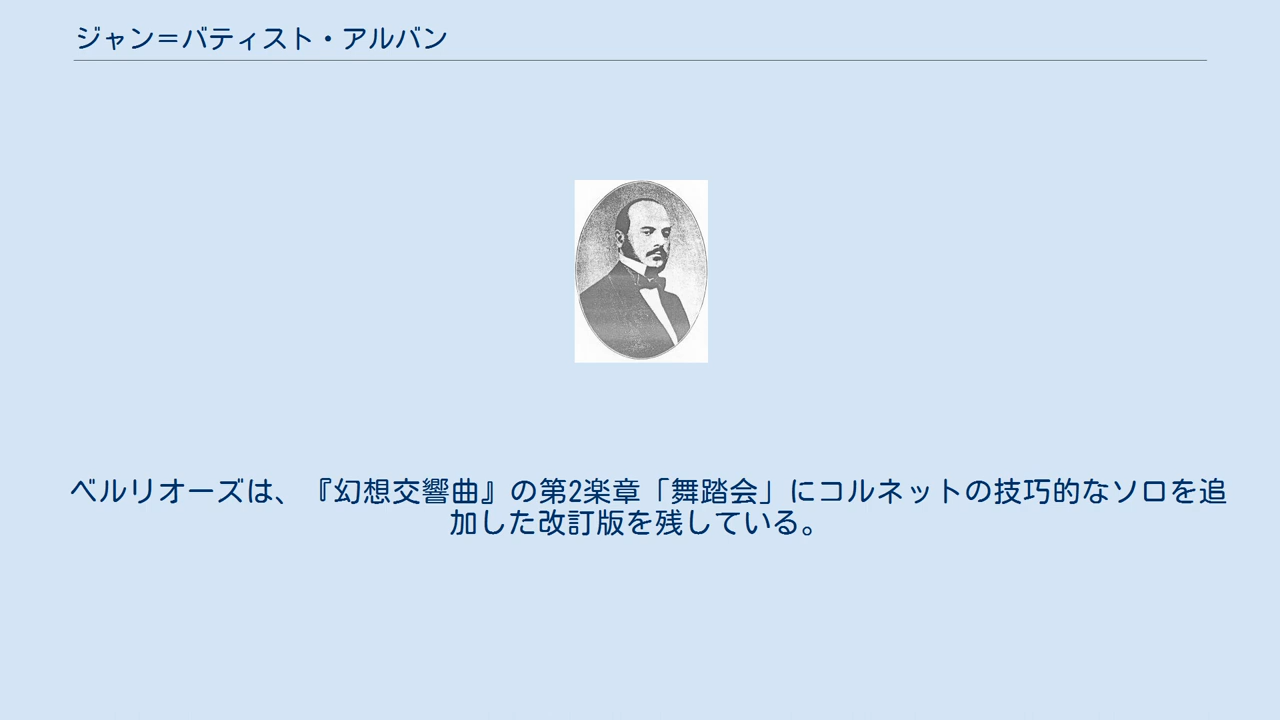 ジャン＝バティスト・アルバン
ベルリオーズは、『幻想交響曲』の第2楽章「舞踏会」にコルネットの技巧的なソロを追
加した改訂版を残している。